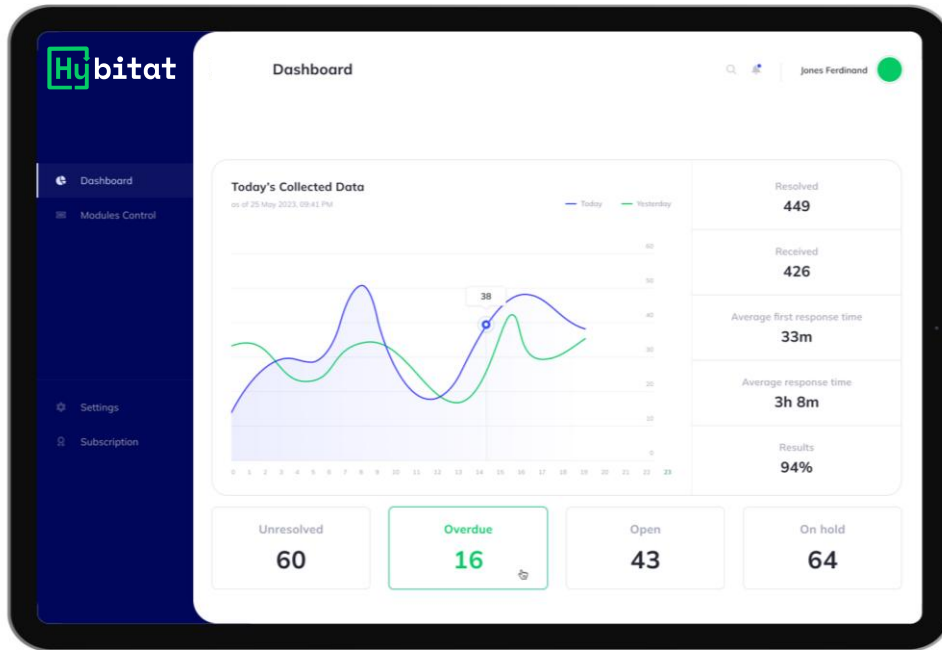 Hybitat
Dashboard
Jones Ferdinand
Dashboard
Modules Control
Settings
Subscription
Today's Collected Data
as of 25 May 2023, 09:41 PM
Today
Yesterday
60
50
40
30
20
10
0
38
0 1 2 3 4 5 6 7 8 9 10 11 12 13 14 15 16 17 18 19 20 21 22 23
Resolved
449
Received
426
Average first response time
33m
Average response time
3h 8m
Results
94%
Unresolved
60
Overdue
16
Open
43
On hold
64